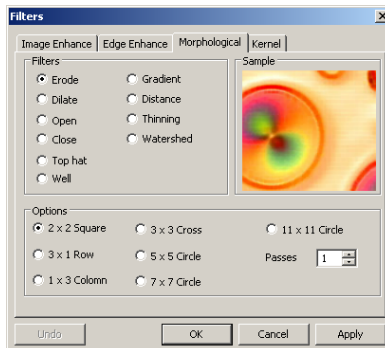 Filters
Image Enhance Edge Enhance Morphological Kernel
Filters
Sample
Erode
Gradient
Dilate
Distance
Open
Thinning
Close
Watershed
Top hat
Well
Options
2 x 2 Square
3 x 3 Cross
11 x 11 Circle
3 x 1 Row
5 x 5 Circle
Passes 1
1 x 3 Colomn
7 x 7 Circle
Undo
OK
Cancel
Apply